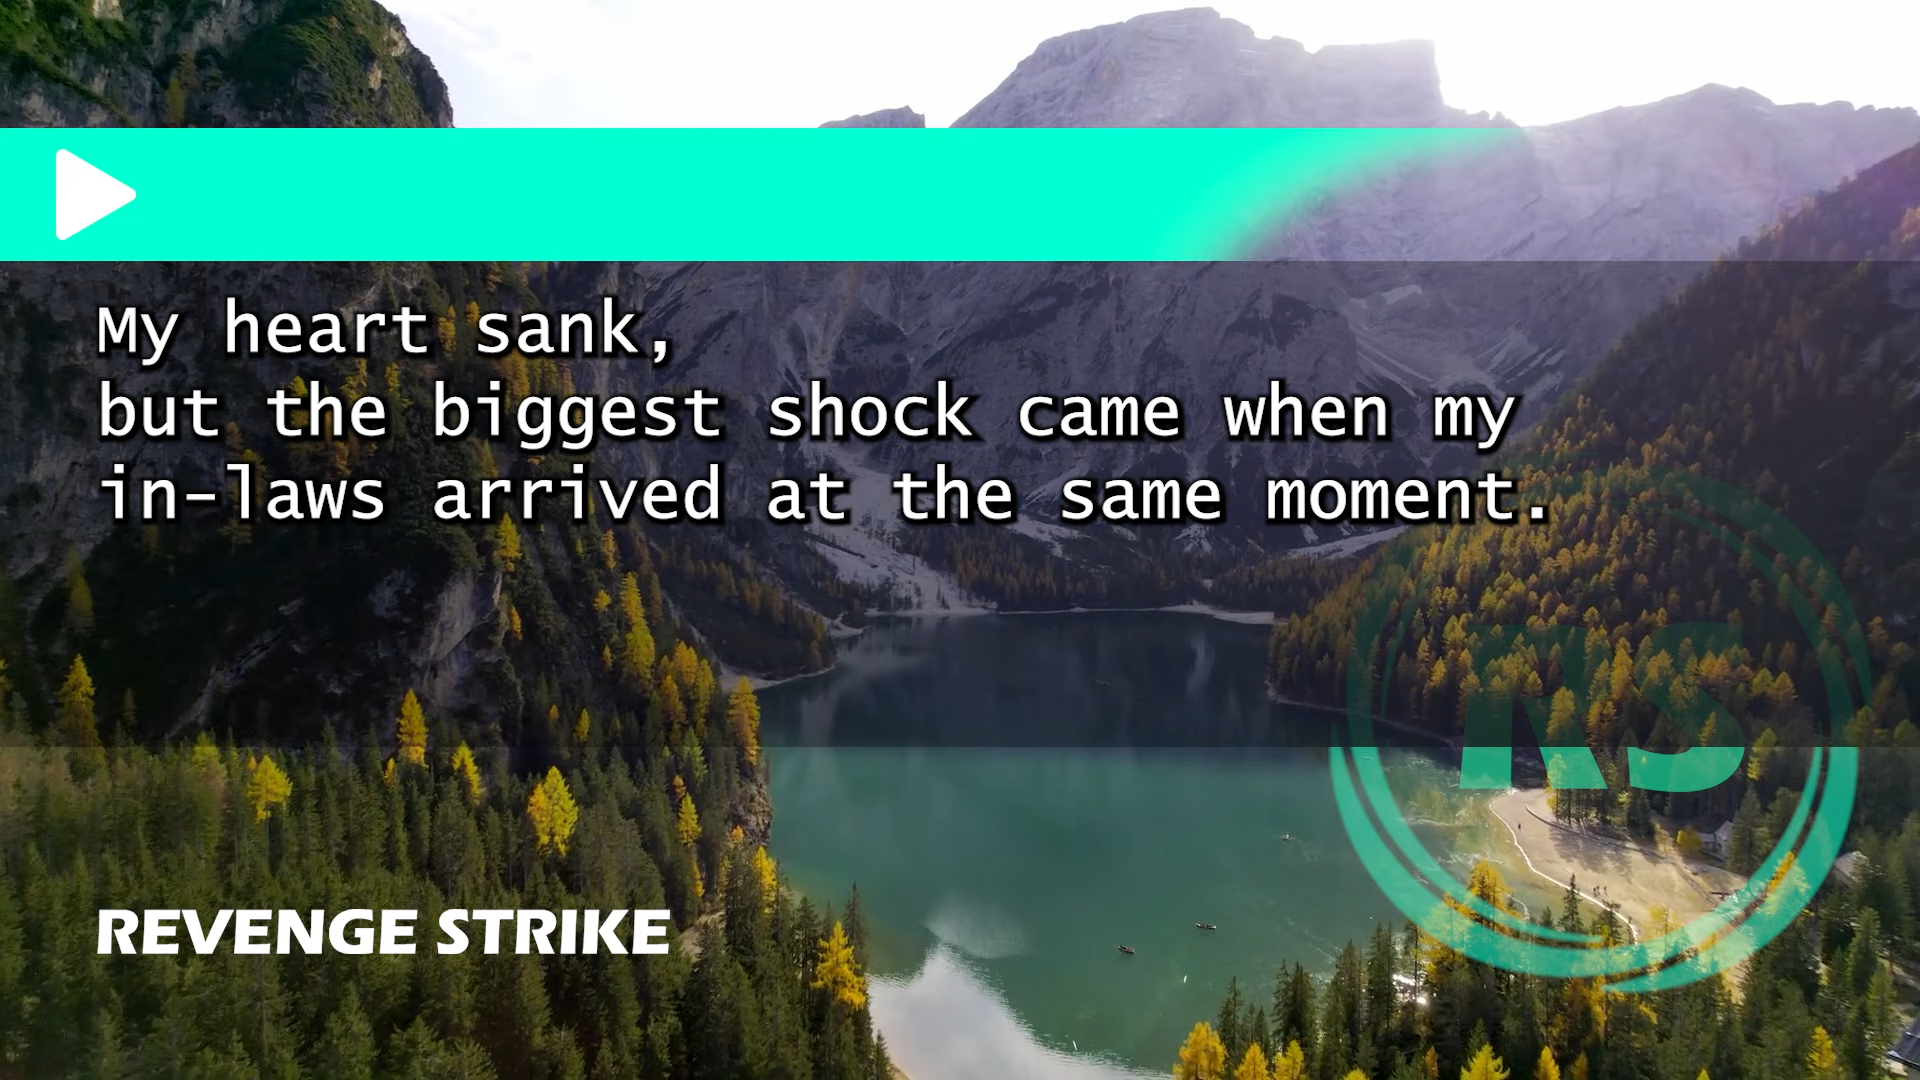 My heart sank,
but the biggest shock came when my
in-laws arrived at the same moment.
RS
REVENGE STRIKE